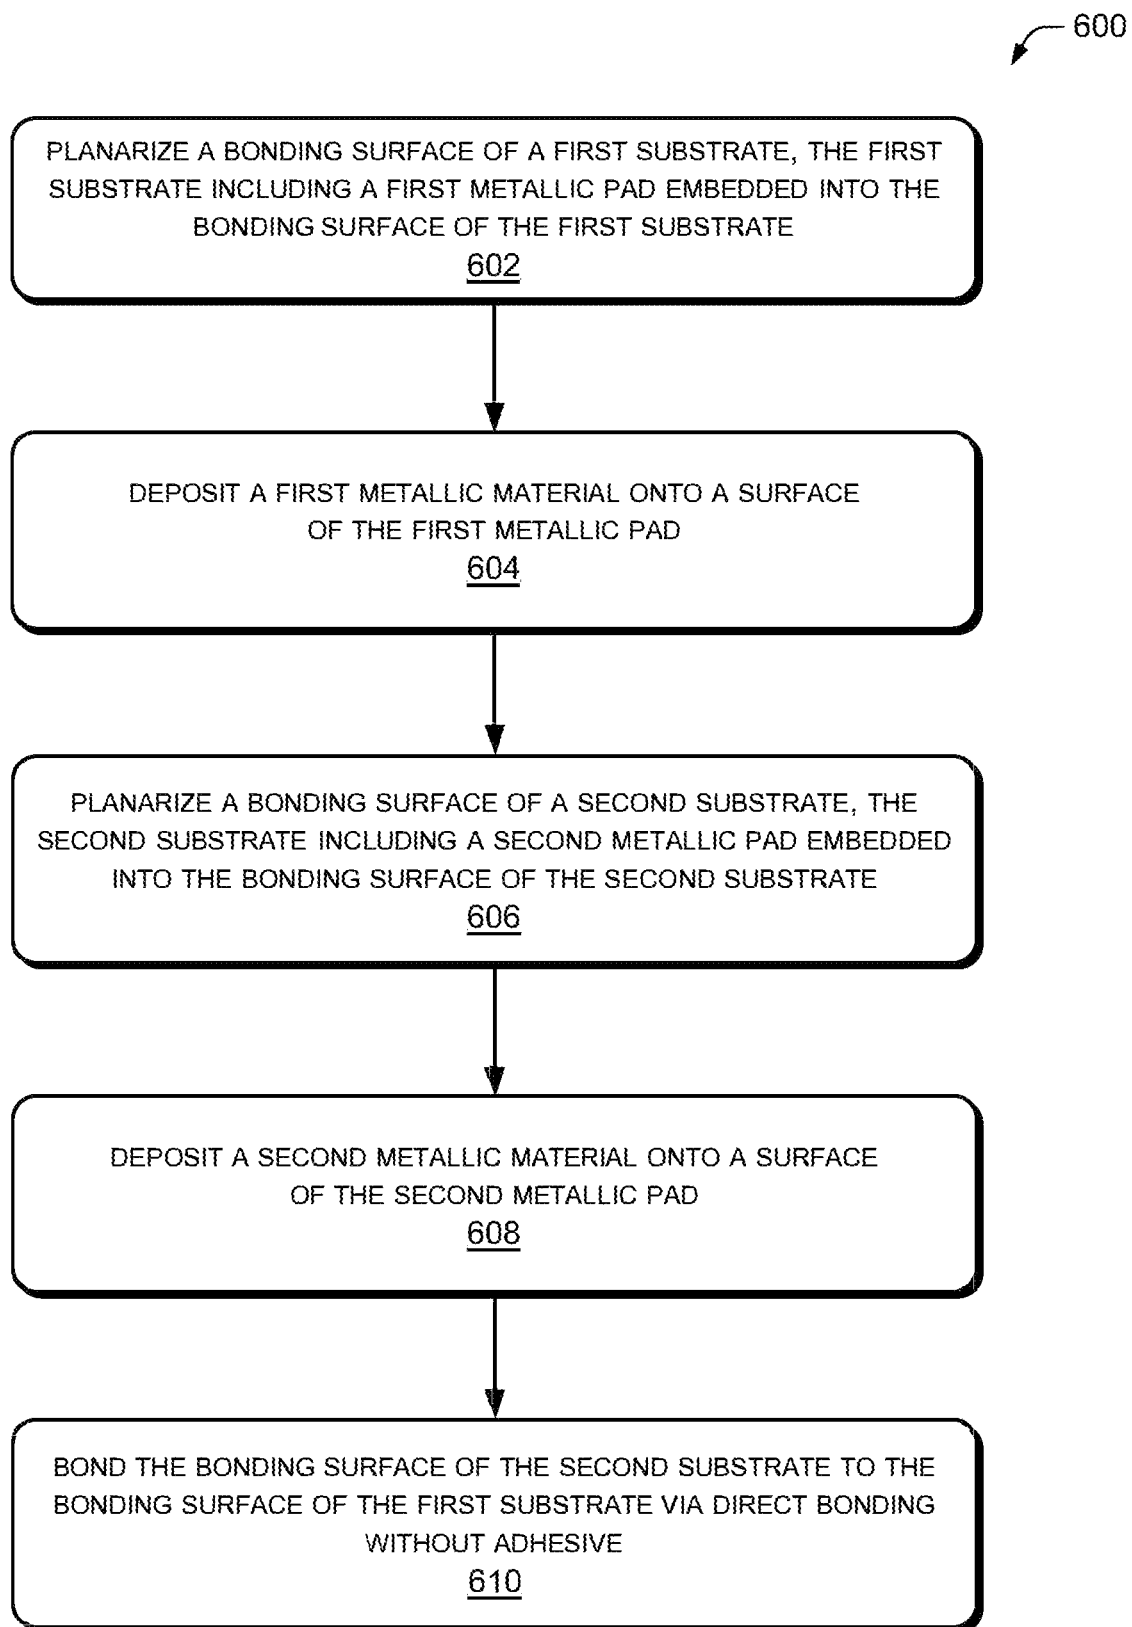 600
PLANARIZE A BONDING SURFACE OF A FIRST SUBSTRATE, THE FIRST
SUBSTRATE INCLUDING A FIRST METALLIC PAD EMBEDDED INTO THE
BONDING SURFACE OF THE FIRST SUBSTRATE
602
DEPOSIT A FIRST METALLIC MATERIAL ONTO A SURFACE
OF THE FIRST METALLIC PAD
604
PLANARIZE A BONDING SURFACE OF A SECOND SUBSTRATE, THE
SECOND SUBSTRATE INCLUDING A SECOND METALLIC PAD EMBEDDED
INTO THE BONDING SURFACE OF THE SECOND SUBSTRATE
606
DEPOSIT A SECOND METALLIC MATERIAL ONTO A SURFACE
OF THE SECOND METALLIC PAD
608
BOND THE BONDING SURFACE OF THE SECOND SUBSTRATE TO THE
BONDING SURFACE OF THE FIRST SUBSTRATE VIA DIRECT BONDING
WITHOUT ADHESIVE
610